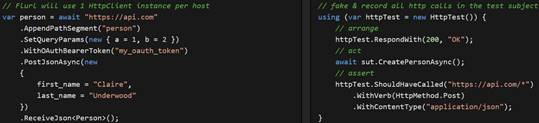 // Flurl will use 1 HttpClient instance per host
var person = await "https://api.com"
.AppendPathSegment("person")
.SetQueryParams(new { a = 1, b = 2 })
.WithOAuthBearerToken("my_oauth_token")
.PostJsonAsync(new
{
first_name = "Claire",
last_name = "Underwood"
})
.ReceiveJson<Person>();
// fake & record all http calls in the test subject
using (var httpTest = new HttpTest()) {
// arrange
httpTest.RespondWith(200, "OK");
// act
await sut.CreatePersonAsync();
// assert
httpTest.ShouldHaveCalled("https://api.com/*")
.WithVerb(HttpMethod.Post)
.WithContentType("application/json");
}